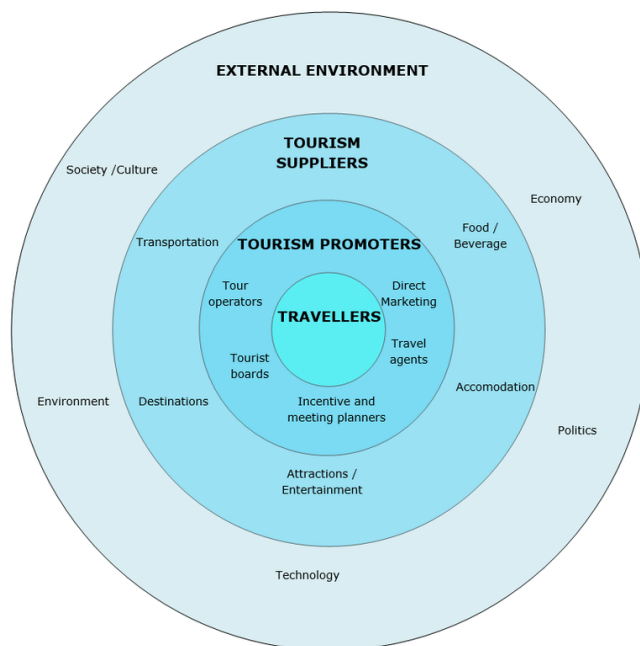 EXTERNAL ENVIRONMENT
TOURISM
SUPPLIERS
Society /Culture
Economy
Food /
Beverage
Transportation
TOURISM PROMOTERS
Tour
operators
Direct
Marketing
TRAVELLERS
Travel
agents
Tourist
boards
Accomodation
Environment
Destinations
Incentive and
meeting planners
Politics
Attractions /
Entertainment
Technology